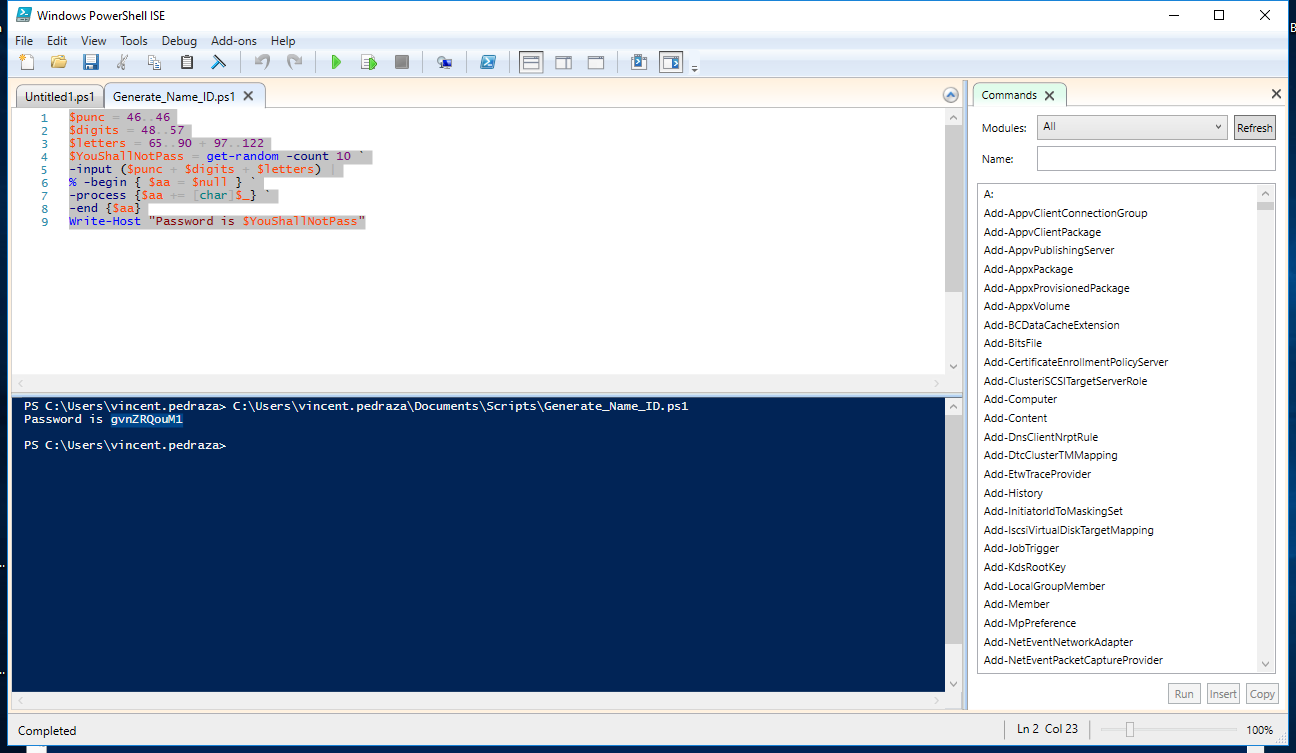 Windows PowerShell ISE
File Edit View Tools Debug Add-ons Help
Untitled1.ps1 Generate_Name_ID.ps1
1 $punc = 46..46
2 $digits = 48..57
3 $letters = 65..90 + 97..122
4 $YouShallNotPass = get-random -count 10 `
5 -input ($punc + $digits + $letters) |
6 % -begin { $aa = $null } `
7 -process {$aa += [char]$_} `
8 -end {$aa}
9 Write-Host "Password is $YouShallNotPass"
PS C:\Users\vincent.pedraza> C:\Users\vincent.pedraza\Documents\Scripts\Generate_Name_ID.ps1
Password is gvnZRQouM1
PS C:\Users\vincent.pedraza>
Commands
Modules: All Refresh
Name:
A:
Add-AppvClientConnectionGroup
Add-AppvClientPackage
Add-AppvPublishingServer
Add-AppxPackage
Add-AppxProvisionedPackage
Add-AppxVolume
Add-BCDataCacheExtension
Add-BitsFile
Add-CertificateEnrollmentPolicyServer
Add-ClusteriSCSITargetServerRole
Add-Computer
Add-Content
Add-DnsClientNrptRule
Add-DtcClusterTMMapping
Add-EtwTraceProvider
Add-History
Add-InitiatorIdToMaskingSet
Add-IscsiVirtualDiskTargetMapping
Add-JobTrigger
Add-KdsRootKey
Add-LocalGroupMember
Add-Member
Add-MpPreference
Add-NetEventNetworkAdapter
Add-NetEventPacketCaptureProvider
Run Insert Copy
Completed
Ln 2 Col 23
100%